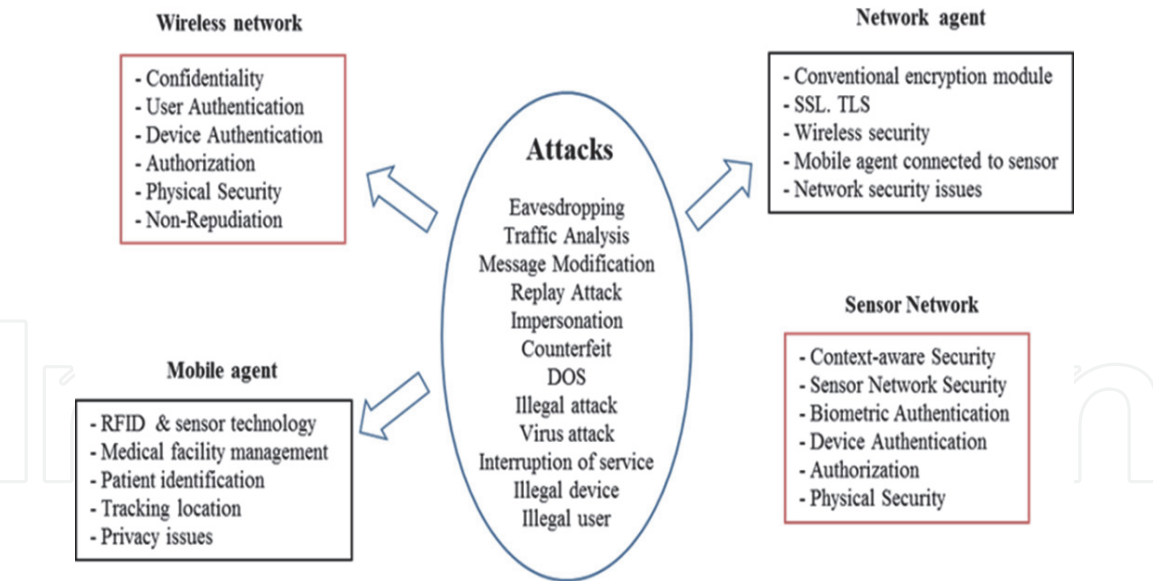 Wireless network
- Confidentiality
- User Authentication
- Device Authentication
- Authorization
- Physical Security
- Non-Repudiation
Mobile agent
- RFID & sensor technology
- Medical facility management
- Patient identification
- Tracking location
- Privacy issues
Attacks
Eavesdropping
Traffic Analysis
Message Modification
Replay Attack
Impersonation
Counterfeit
DOS
Illegal attack
Virus attack
Interruption of service
Illegal device
Illegal user
Network agent
- Conventional encryption module
- SSL. TLS
- Wireless security
- Mobile agent connected to sensor
- Network security issues
Sensor Network
- Context-aware Security
- Sensor Network Security
- Biometric Authentication
- Device Authentication
- Authorization
- Physical Security